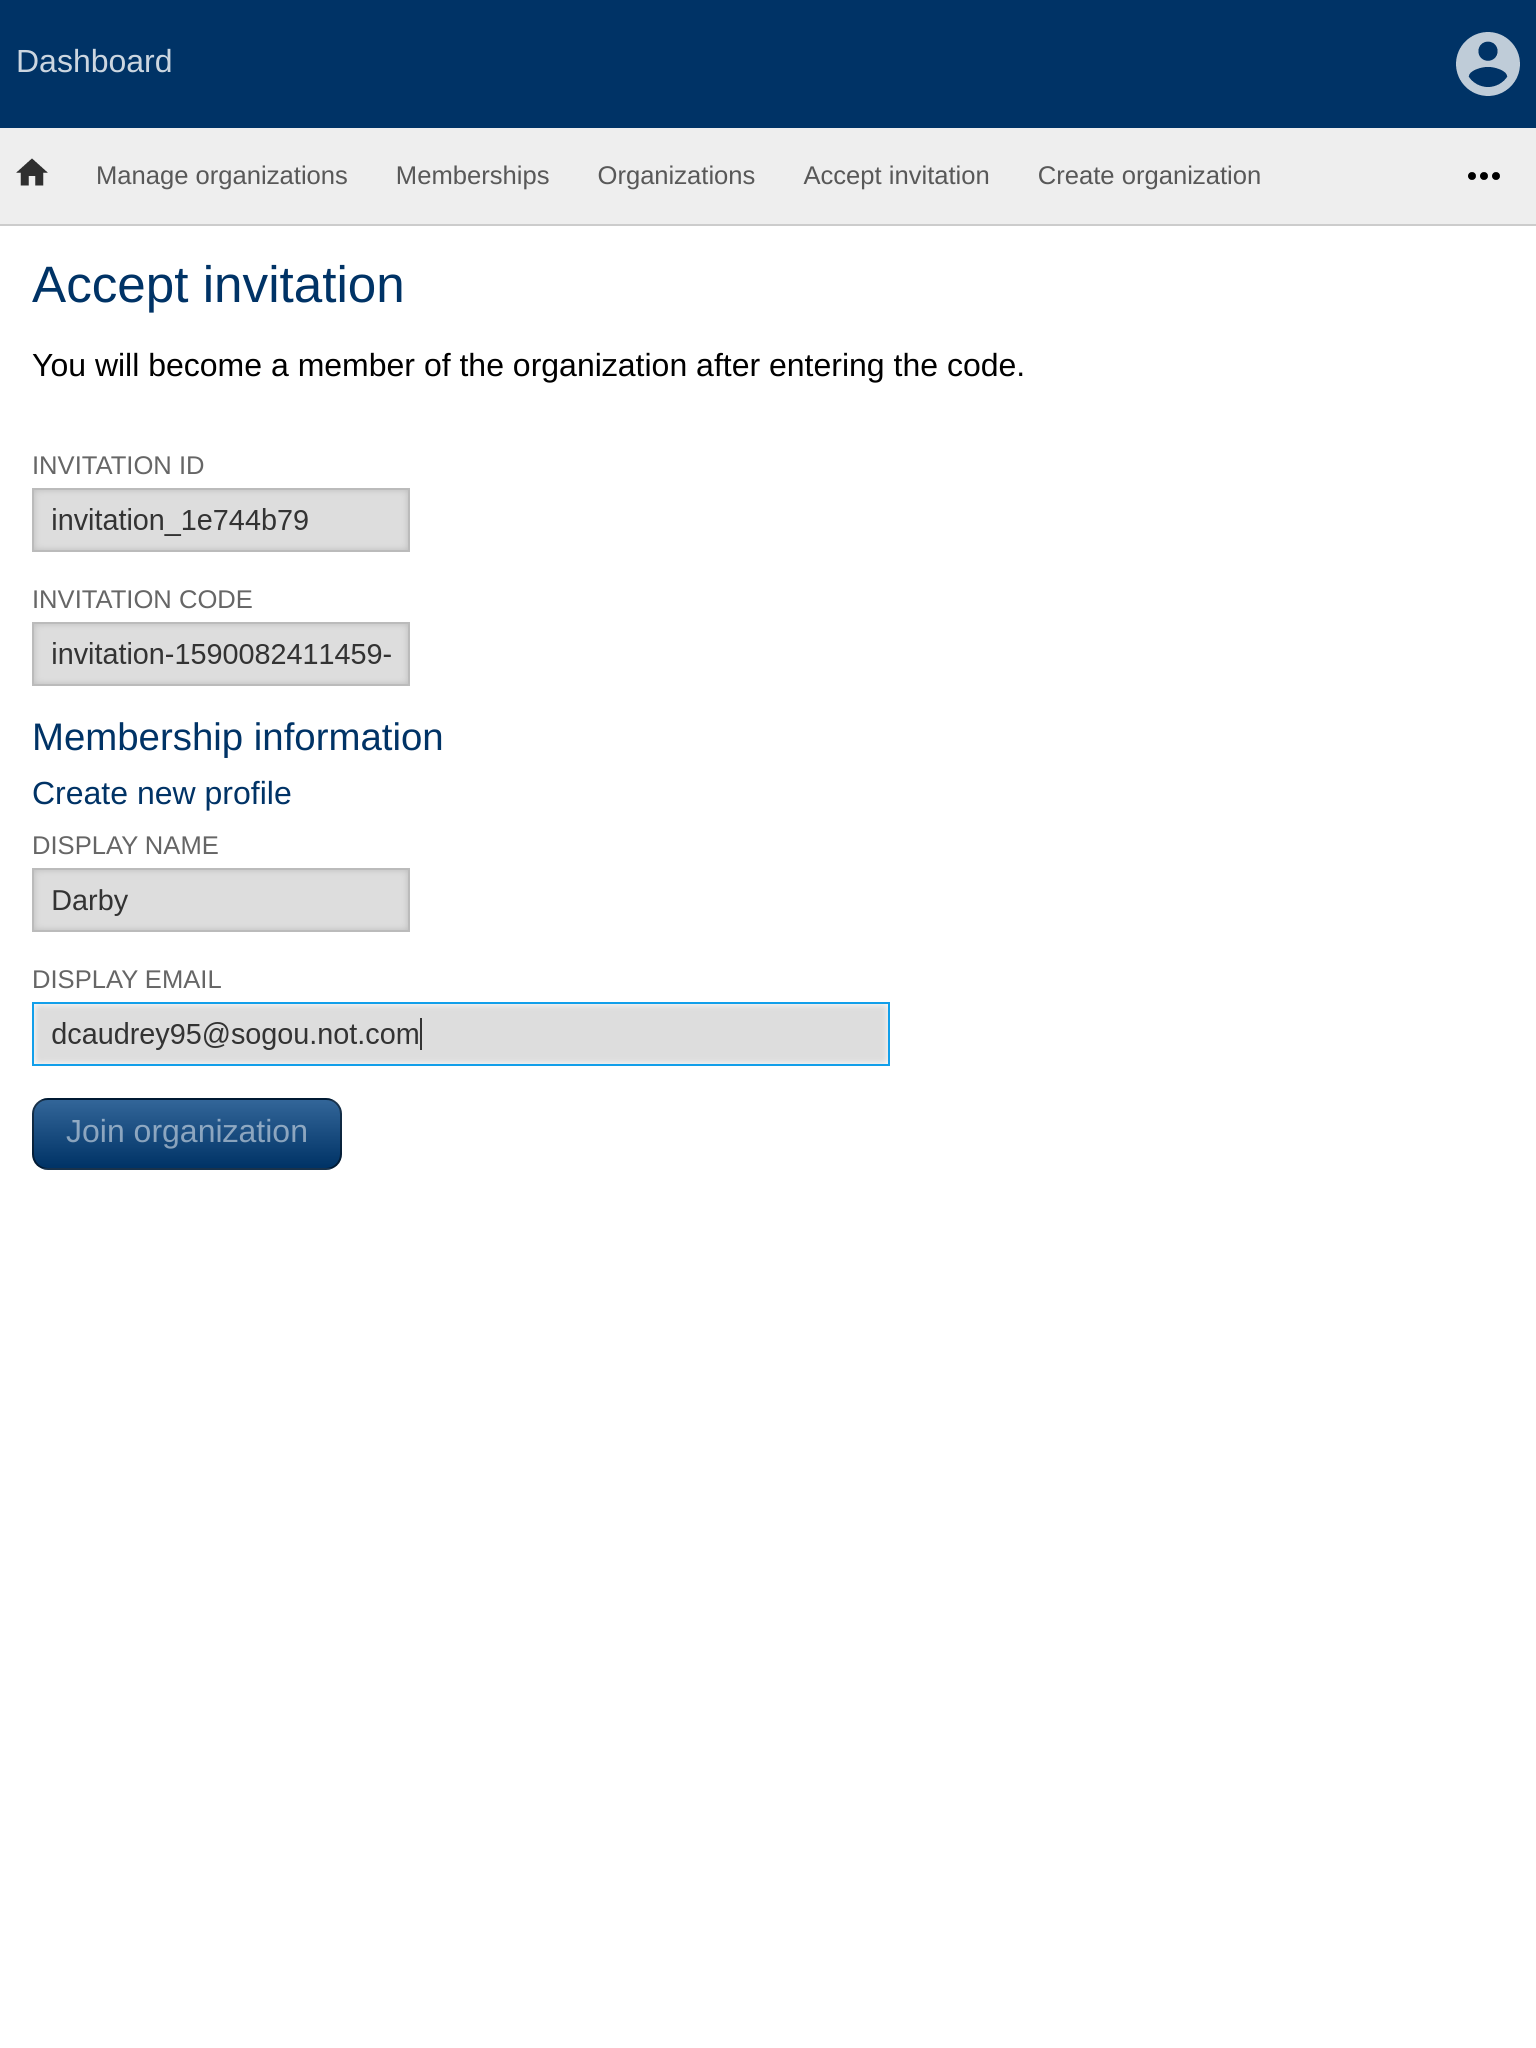 Dashboard
Manage organizations Memberships Organizations Accept invitation Create organization
Accept invitation
You will become a member of the organization after entering the code.
INVITATION ID
invitation_1e744b79
INVITATION CODE
invitation-1590082411459-
Membership information
Create new profile
DISPLAY NAME
Darby
DISPLAY EMAIL
dcaudrey95@sogou.not.com
Join organization